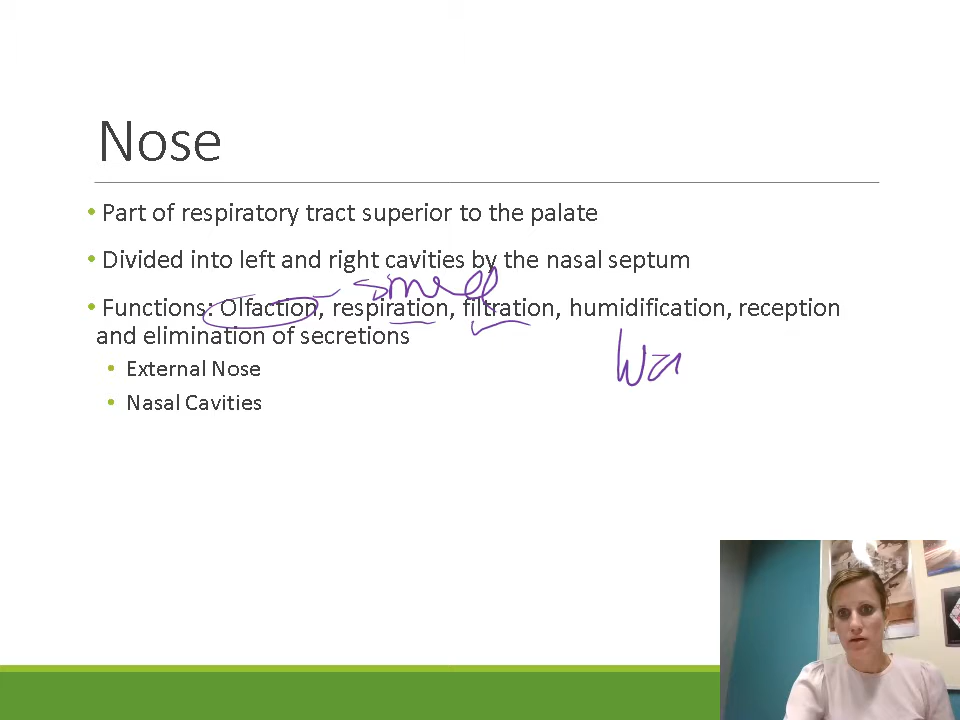 Nose
• Part of respiratory tract superior to the palate
• Divided into left and right cavities by the nasal septum
smell
• Functions: Olfaction, respiration, filtration, humidification, reception
and elimination of secretions
Wa
• External Nose
• Nasal Cavities